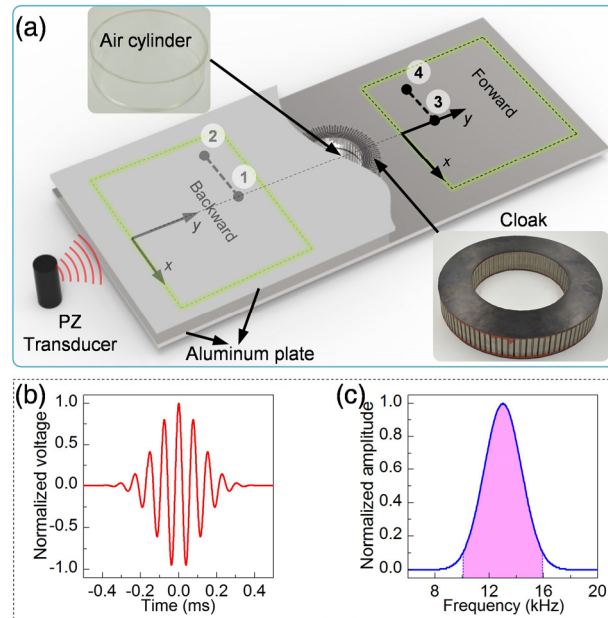 (a)
Air cylinder
4
3
Forward
y
x
2
1
Backward
y
x
Cloak
PZ
Transducer
Aluminum plate
(b)
Normalized voltage
1.0
0.5
0.0
-0.5
-1.0
-0.4 -0.2 0.0 0.2 0.4
Time (ms)
(c)
Normalized amplitude
1.0
0.8
0.6
0.4
0.2
0.0
8 12 16 20
Frequency (kHz)